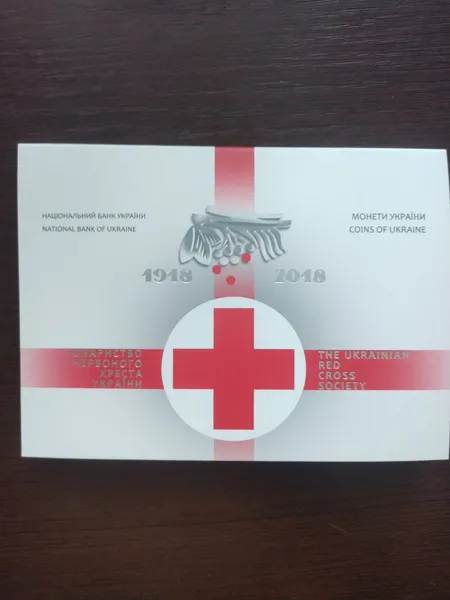 НАЦІОНАЛЬНИЙ БАНК УКРАЇНИ
NATIONAL BANK OF UKRAINE
МОНЕТИ УКРАЇНИ
COINS OF UKRAINE
1918
2018
ТОВАРИСТВО
ЧЕРВОНОГО
ХРЕСТА
УКРАЇНИ
THE UKRAINIAN
RED
CROSS
SOCIETY